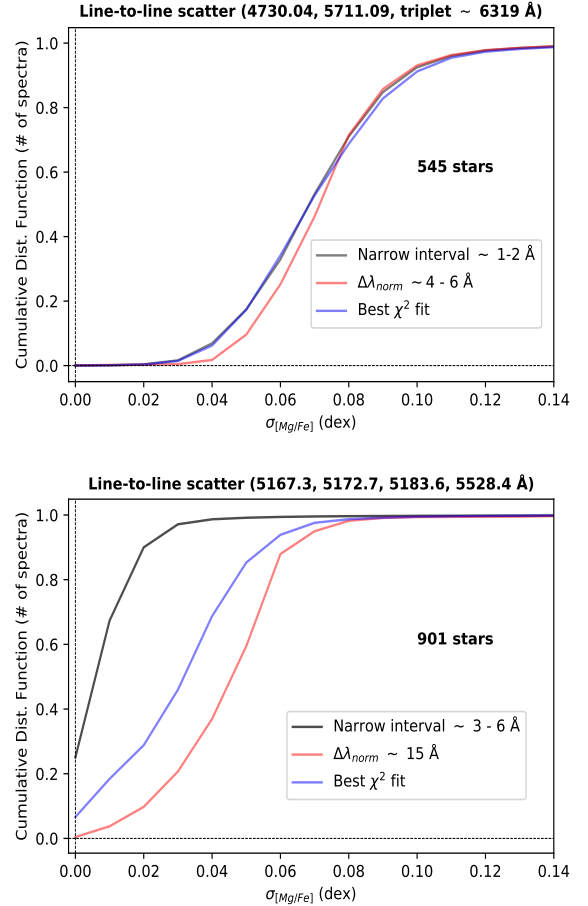 Line-to-line scatter (4730.04, 5711.09, triplet ~ 6319 Å)
Cumulative Dist. Function (# of spectra)
1.0
0.8
0.6
0.4
0.2
0.0
545 stars
Narrow interval ~ 1-2 Å
Δλnorm ~ 4 - 6 Å
Best χ² fit
0.00 0.02 0.04 0.06 0.08 0.10 0.12 0.14
σ[Mg/Fe] (dex)
Line-to-line scatter (5167.3, 5172.7, 5183.6, 5528.4 Å)
Cumulative Dist. Function (# of spectra)
1.0
0.8
0.6
0.4
0.2
0.0
901 stars
Narrow interval ~ 3 - 6 Å
Δλnorm ~ 15 Å
Best χ² fit
0.00 0.02 0.04 0.06 0.08 0.10 0.12 0.14
σ[Mg/Fe] (dex)